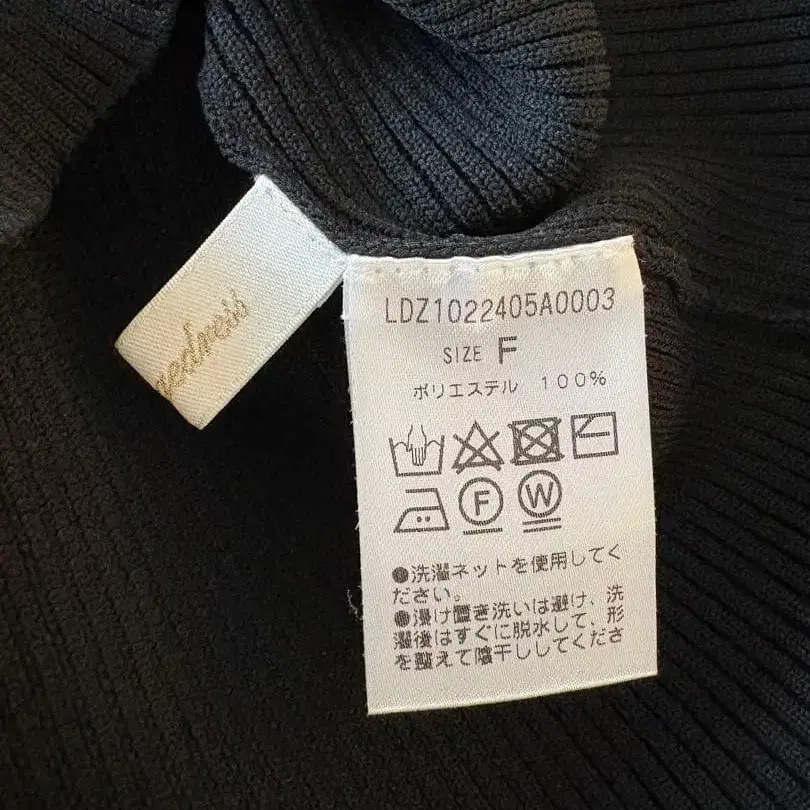 LDZ1022405A0003
SIZE F
ポリエステル 100%
F W
●洗濯ネットを使用してく
ださい。
●浸け置き洗いは避け、洗
濯後はすぐに脱水して、形
を整えて陰干ししてくださ